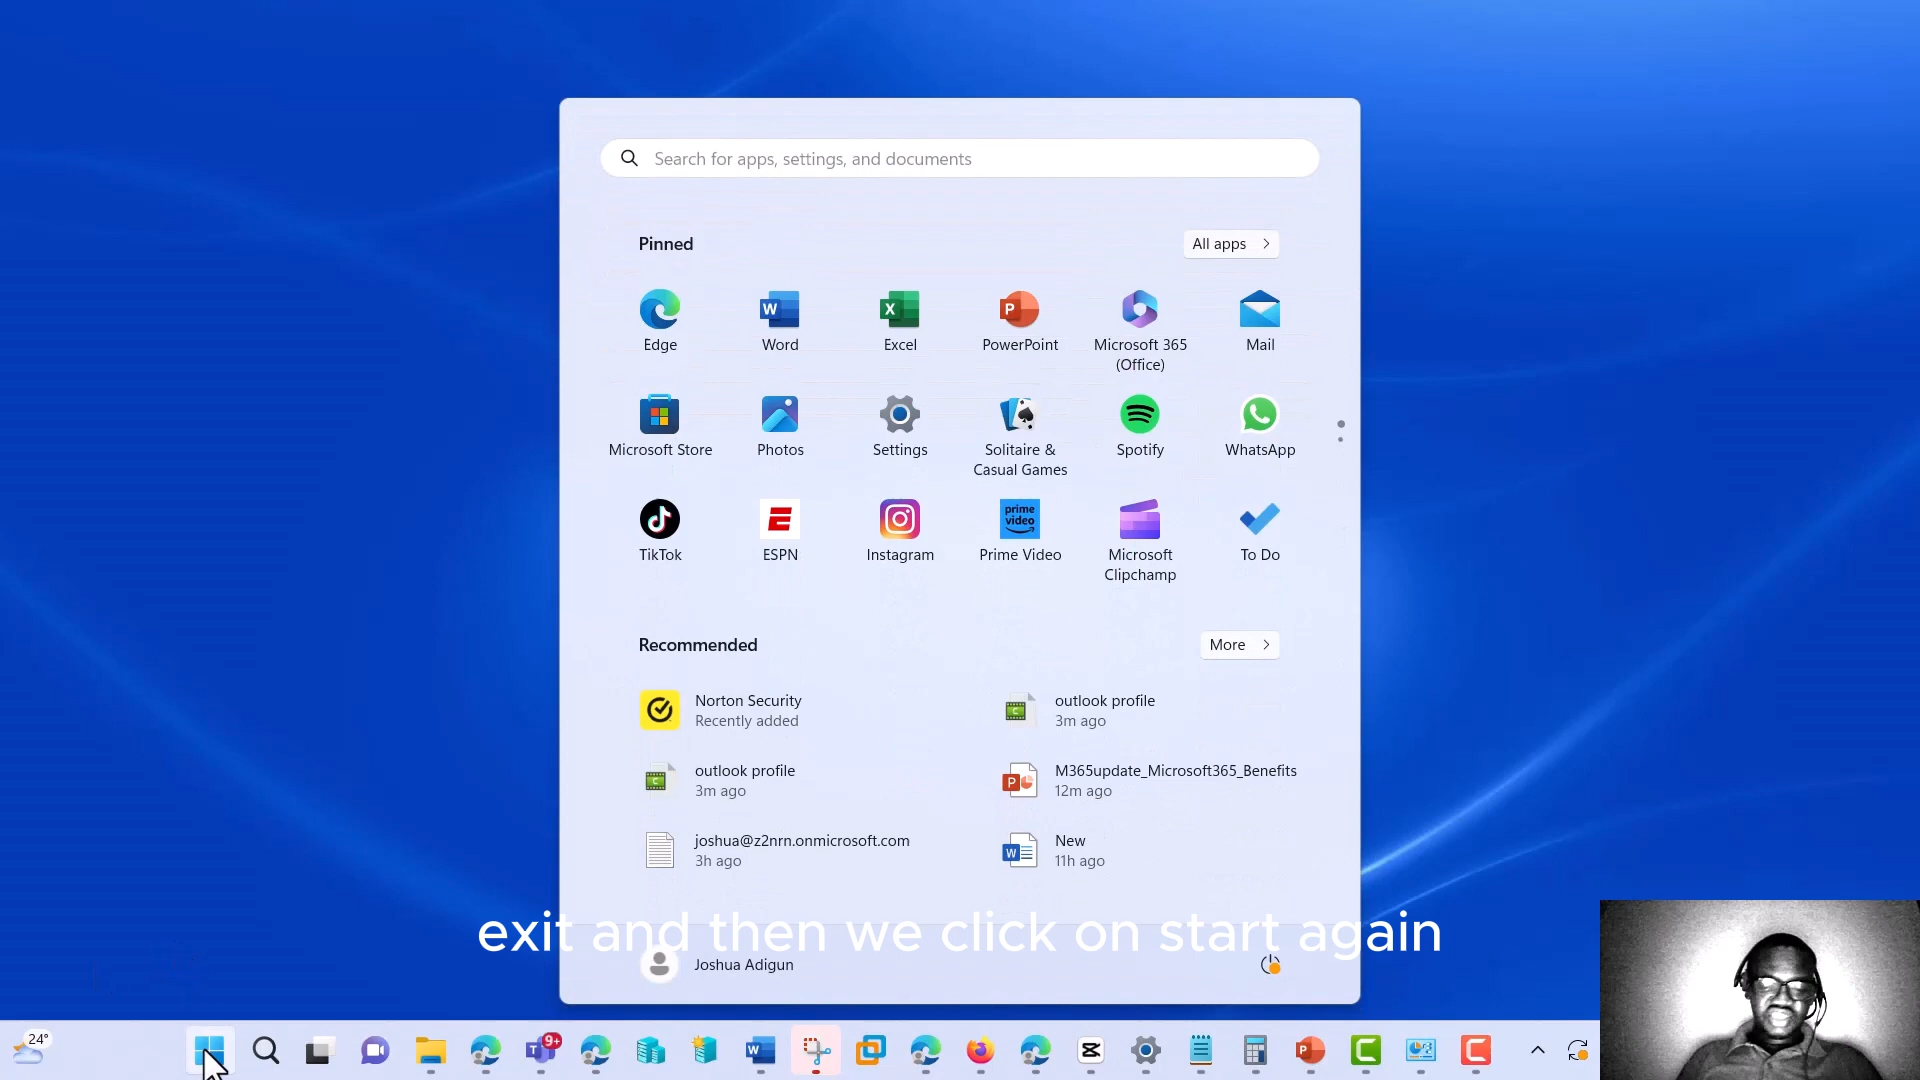 Search for apps, settings, and documents
Pinned
All apps
Edge
Word
Excel
PowerPoint
Microsoft 365
(Office)
Mail
Microsoft Store
Photos
Settings
Solitaire &
Casual Games
Spotify
WhatsApp
prime
video
TikTok
ESPN
Instagram
Prime Video
Microsoft
Clipchamp
To Do
Recommended
More
Norton Security
Recently added
outlook profile
3m ago
outlook profile
3m ago
M365update_Microsoft365_Benefits
12m ago
joshua@z2nrn.onmicrosoft.com
3h ago
New
11h ago
exit and then we click on start again
Joshua Adigun
24°
9+